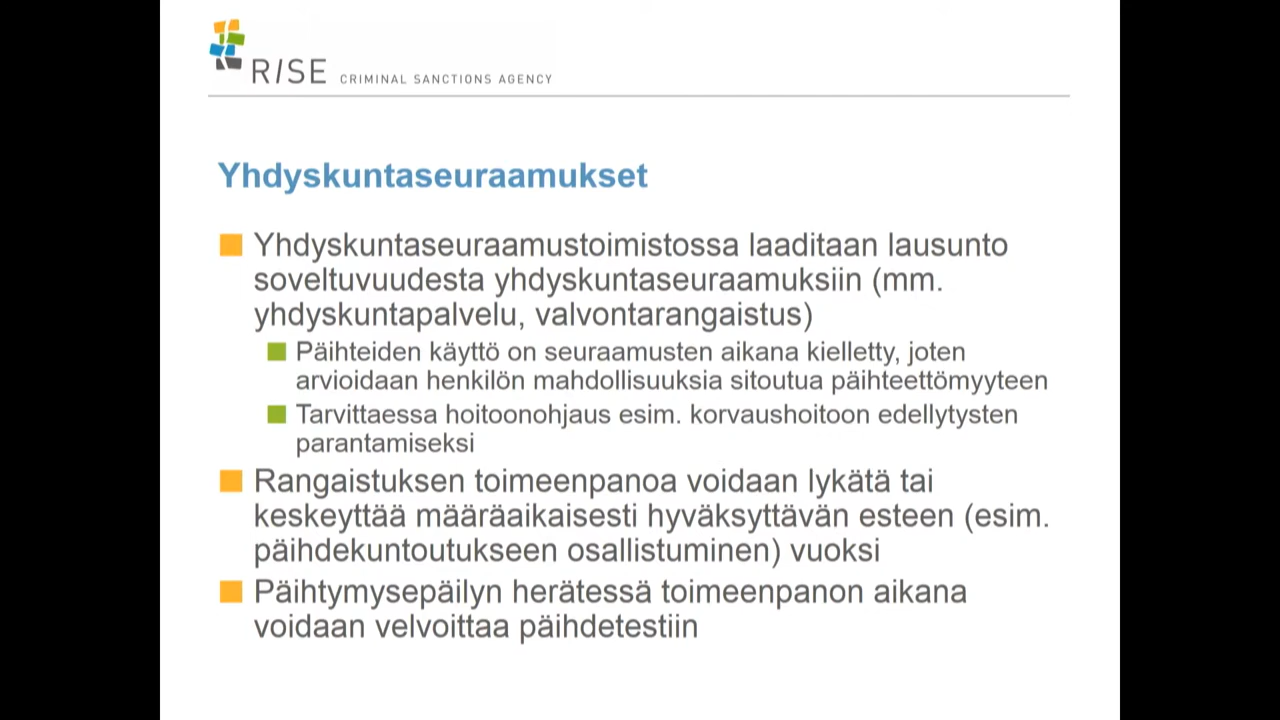 RISE CRIMINAL SANCTIONS AGENCY
Yhdyskuntaseuraamukset
Yhdyskuntaseuraamustoimistossa laaditaan lausunto
soveltuvuudesta yhdyskuntaseuraamuksiin (mm.
yhdyskuntapalvelu, valvontarangaistus)
Päihteiden käyttö on seuraamusten aikana kielletty, joten
arvioidaan henkilön mahdollisuuksia sitoutua päihteettömyyteen
Tarvittaessa hoitoonohjaus esim. korvaushoitoon edellytysten
parantamiseksi
Rangaistuksen toimeenpanoa voidaan lykätä tai
keskeyttää määräaikaisesti hyväksyttävän esteen (esim.
päihdekuntoutukseen osallistuminen) vuoksi
Päihtymysepäilyn herätessä toimeenpanon aikana
voidaan velvoittaa päihdetestiin